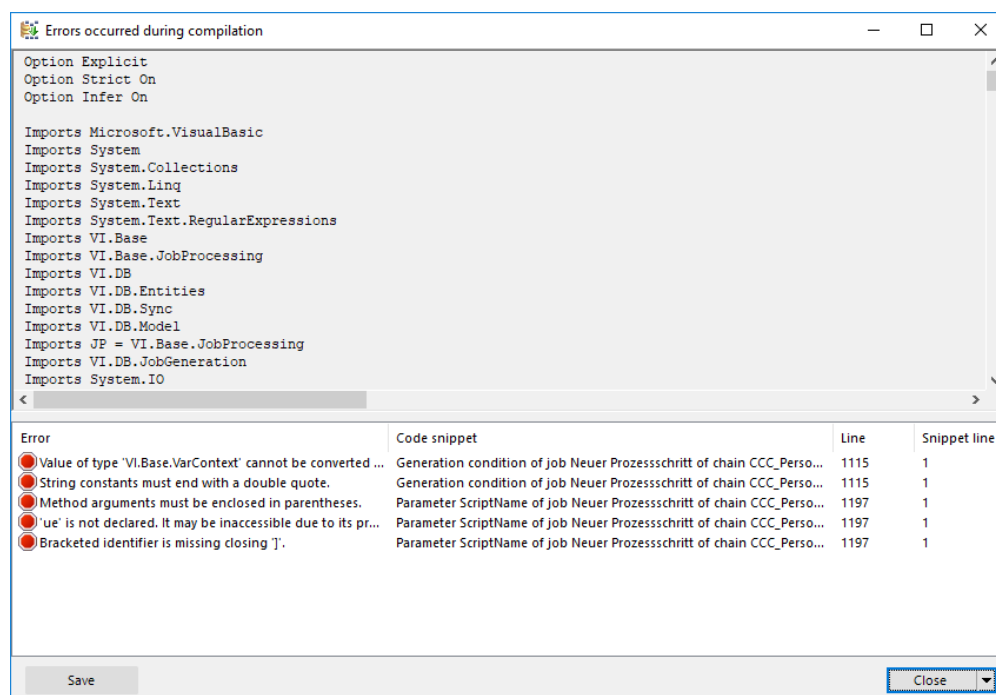 Errors occurred during compilation
Option Explicit
Option Strict On
Option Infer On
Imports Microsoft.VisualBasic
Imports System
Imports System.Collections
Imports System.Linq
Imports System.Text
Imports System.Text.RegularExpressions
Imports VI.Base
Imports VI.Base.JobProcessing
Imports VI.DB
Imports VI.DB.Entities
Imports VI.DB.Sync
Imports VI.DB.Model
Imports JP = VI.Base.JobProcessing
Imports VI.DB.JobGeneration
Imports System.IO
Error Code snippet Line Snippet line
Value of type 'VI.Base.VarContext' cannot be converted ... Generation condition of job Neuer Prozessschritt of chain CCC_Perso... 1115 1
String constants must end with a double quote. Generation condition of job Neuer Prozessschritt of chain CCC_Perso... 1115 1
Method arguments must be enclosed in parentheses. Parameter ScriptName of job Neuer Prozessschritt of chain CCC_Perso... 1197 1
'ue' is not declared. It may be inaccessible due to its pr... Parameter ScriptName of job Neuer Prozessschritt of chain CCC_Perso... 1197 1
Bracketed identifier is missing closing ']'. Parameter ScriptName of job Neuer Prozessschritt of chain CCC_Perso... 1197 1
Save Close